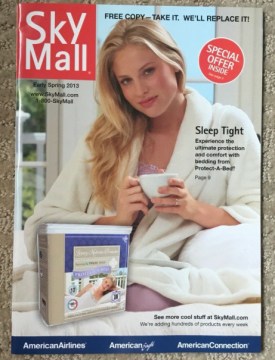 FREE COPY—TAKE IT. WE'LL REPLACE IT!
Sky
Mall
Early Spring 2013
www.SkyMall.com
1-800-SkyMall
SPECIAL
OFFER
INSIDE
Sleep Tight
Experience the
ultimate protection
and comfort with
bedding from
Protect-A-Bed®
Page 6
See more cool stuff at SkyMall.com
We're adding hundreds of products every week
AmericanAirlines®
American Eagle®
AmericanConnection®